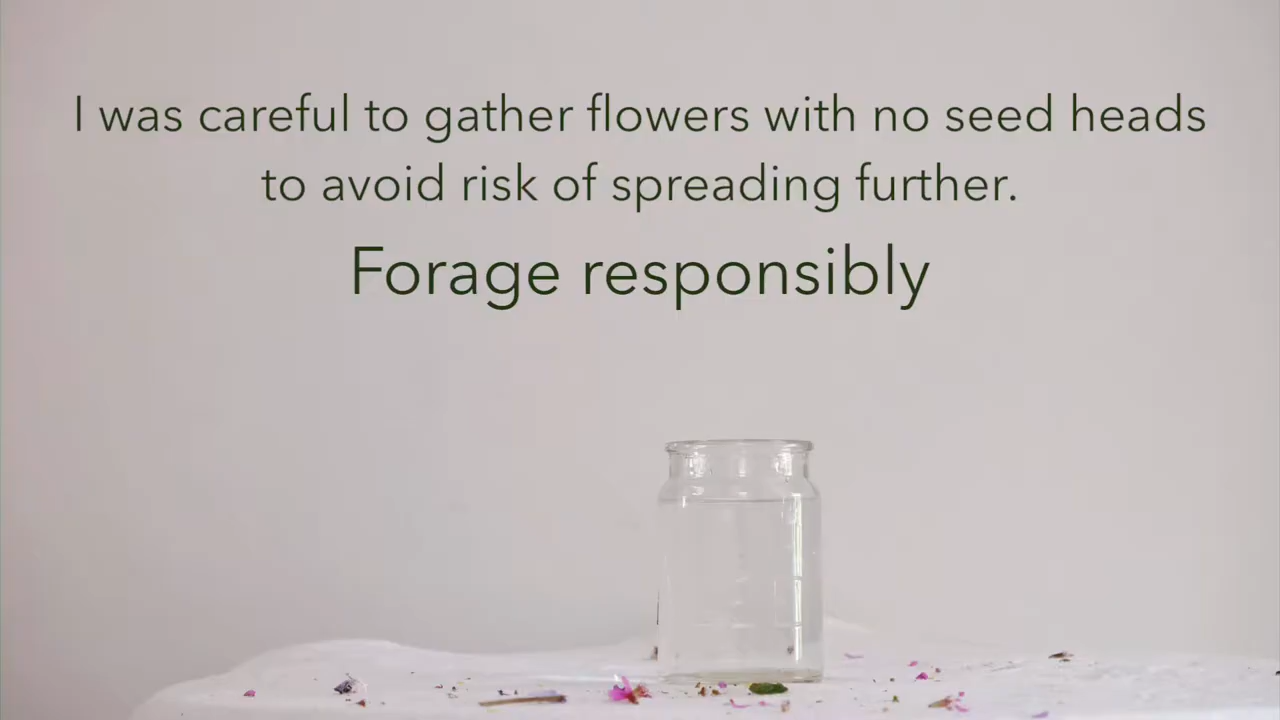 I was careful to gather flowers with no seed heads
to avoid risk of spreading further.
Forage responsibly